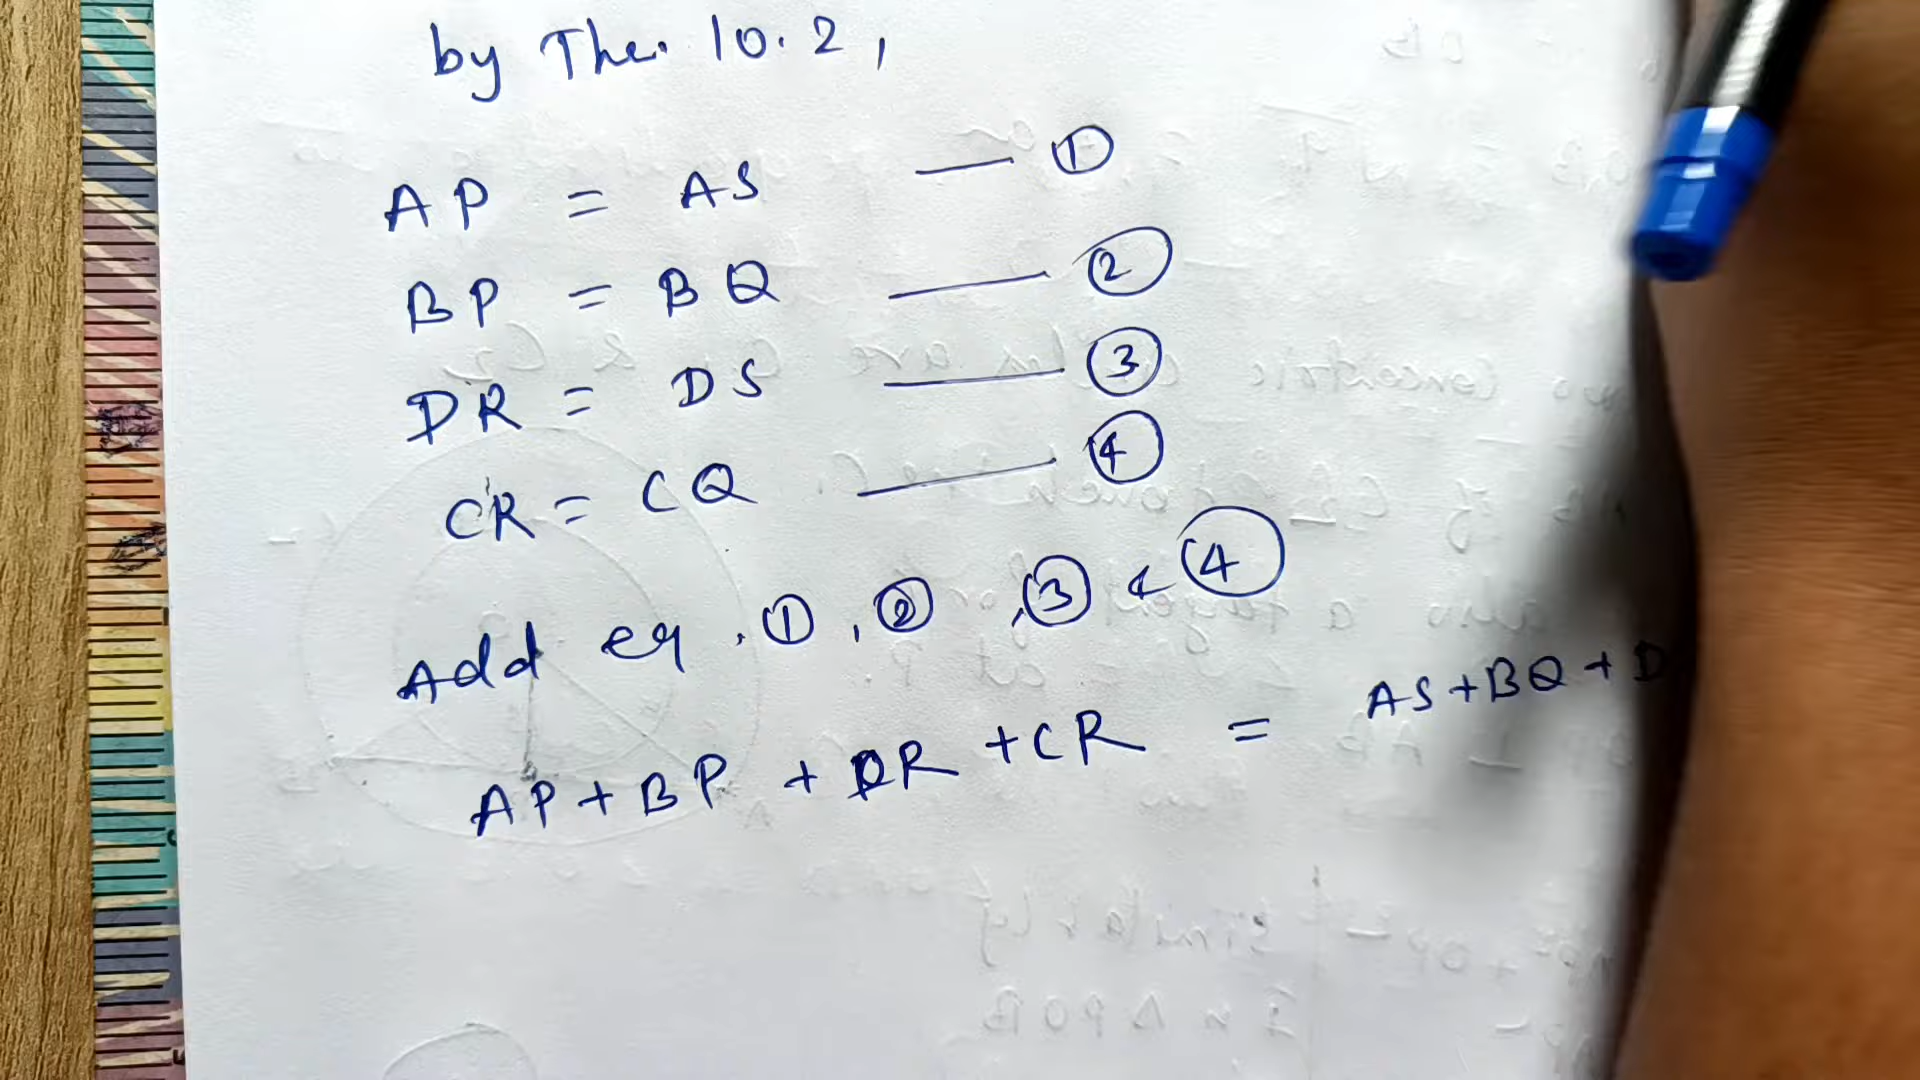 by The. 10.2,
AP = AS — ①
BP = BQ — ②
DR = DS — ③
CR = CQ — ④
Add eq. ①, ②, ③ & ④
AP + BP + DR + CR = AS + BQ + D